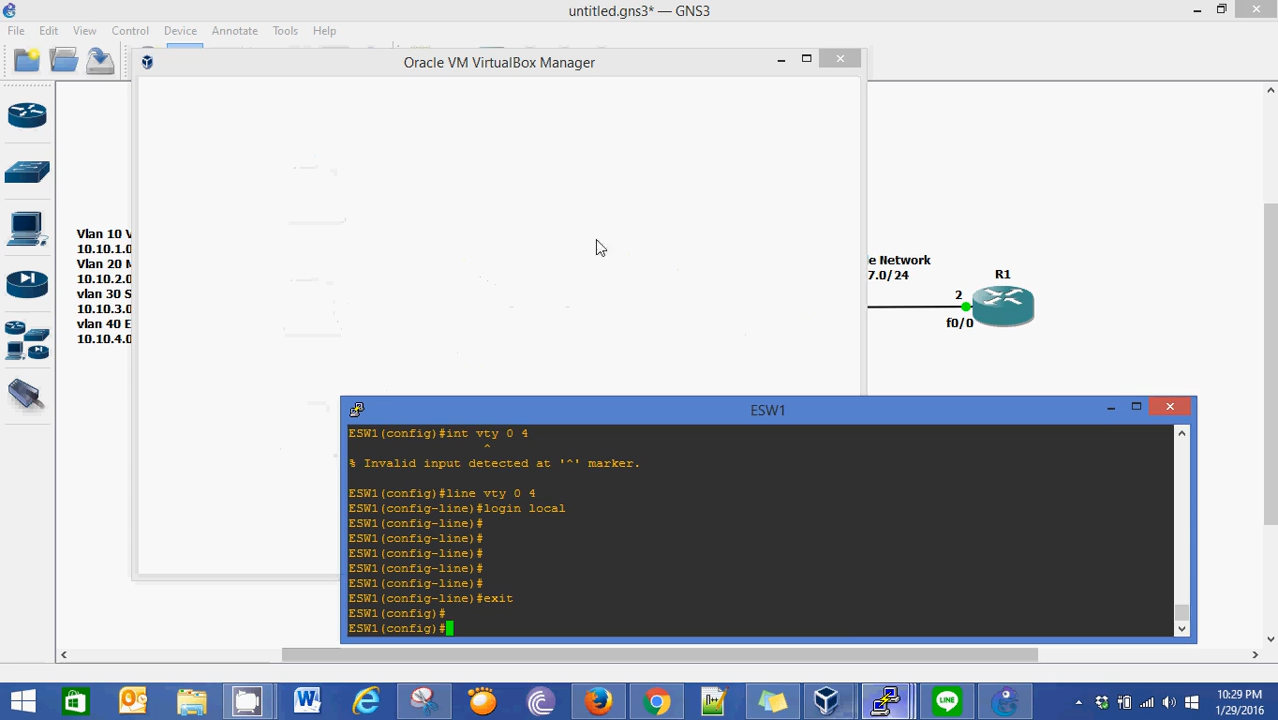 untitled.gns3* — GNS3
File Edit View Control Device Annotate Tools Help
Oracle VM VirtualBox Manager
Vlan 10 V
10.10.1.0
Vlan 20 M
10.10.2.0
vlan 30 S
10.10.3.0
vlan 40 E
10.10.4.0
le Network
7.0/24
R1
2
f0/0
ESW1
ESW1(config)#int vty 0 4
^
% Invalid input detected at '^' marker.
ESW1(config)#line vty 0 4
ESW1(config-line)#login local
ESW1(config-line)#
ESW1(config-line)#
ESW1(config-line)#
ESW1(config-line)#
ESW1(config-line)#
ESW1(config-line)#exit
ESW1(config)#
ESW1(config)#
10:29 PM
1/29/2016